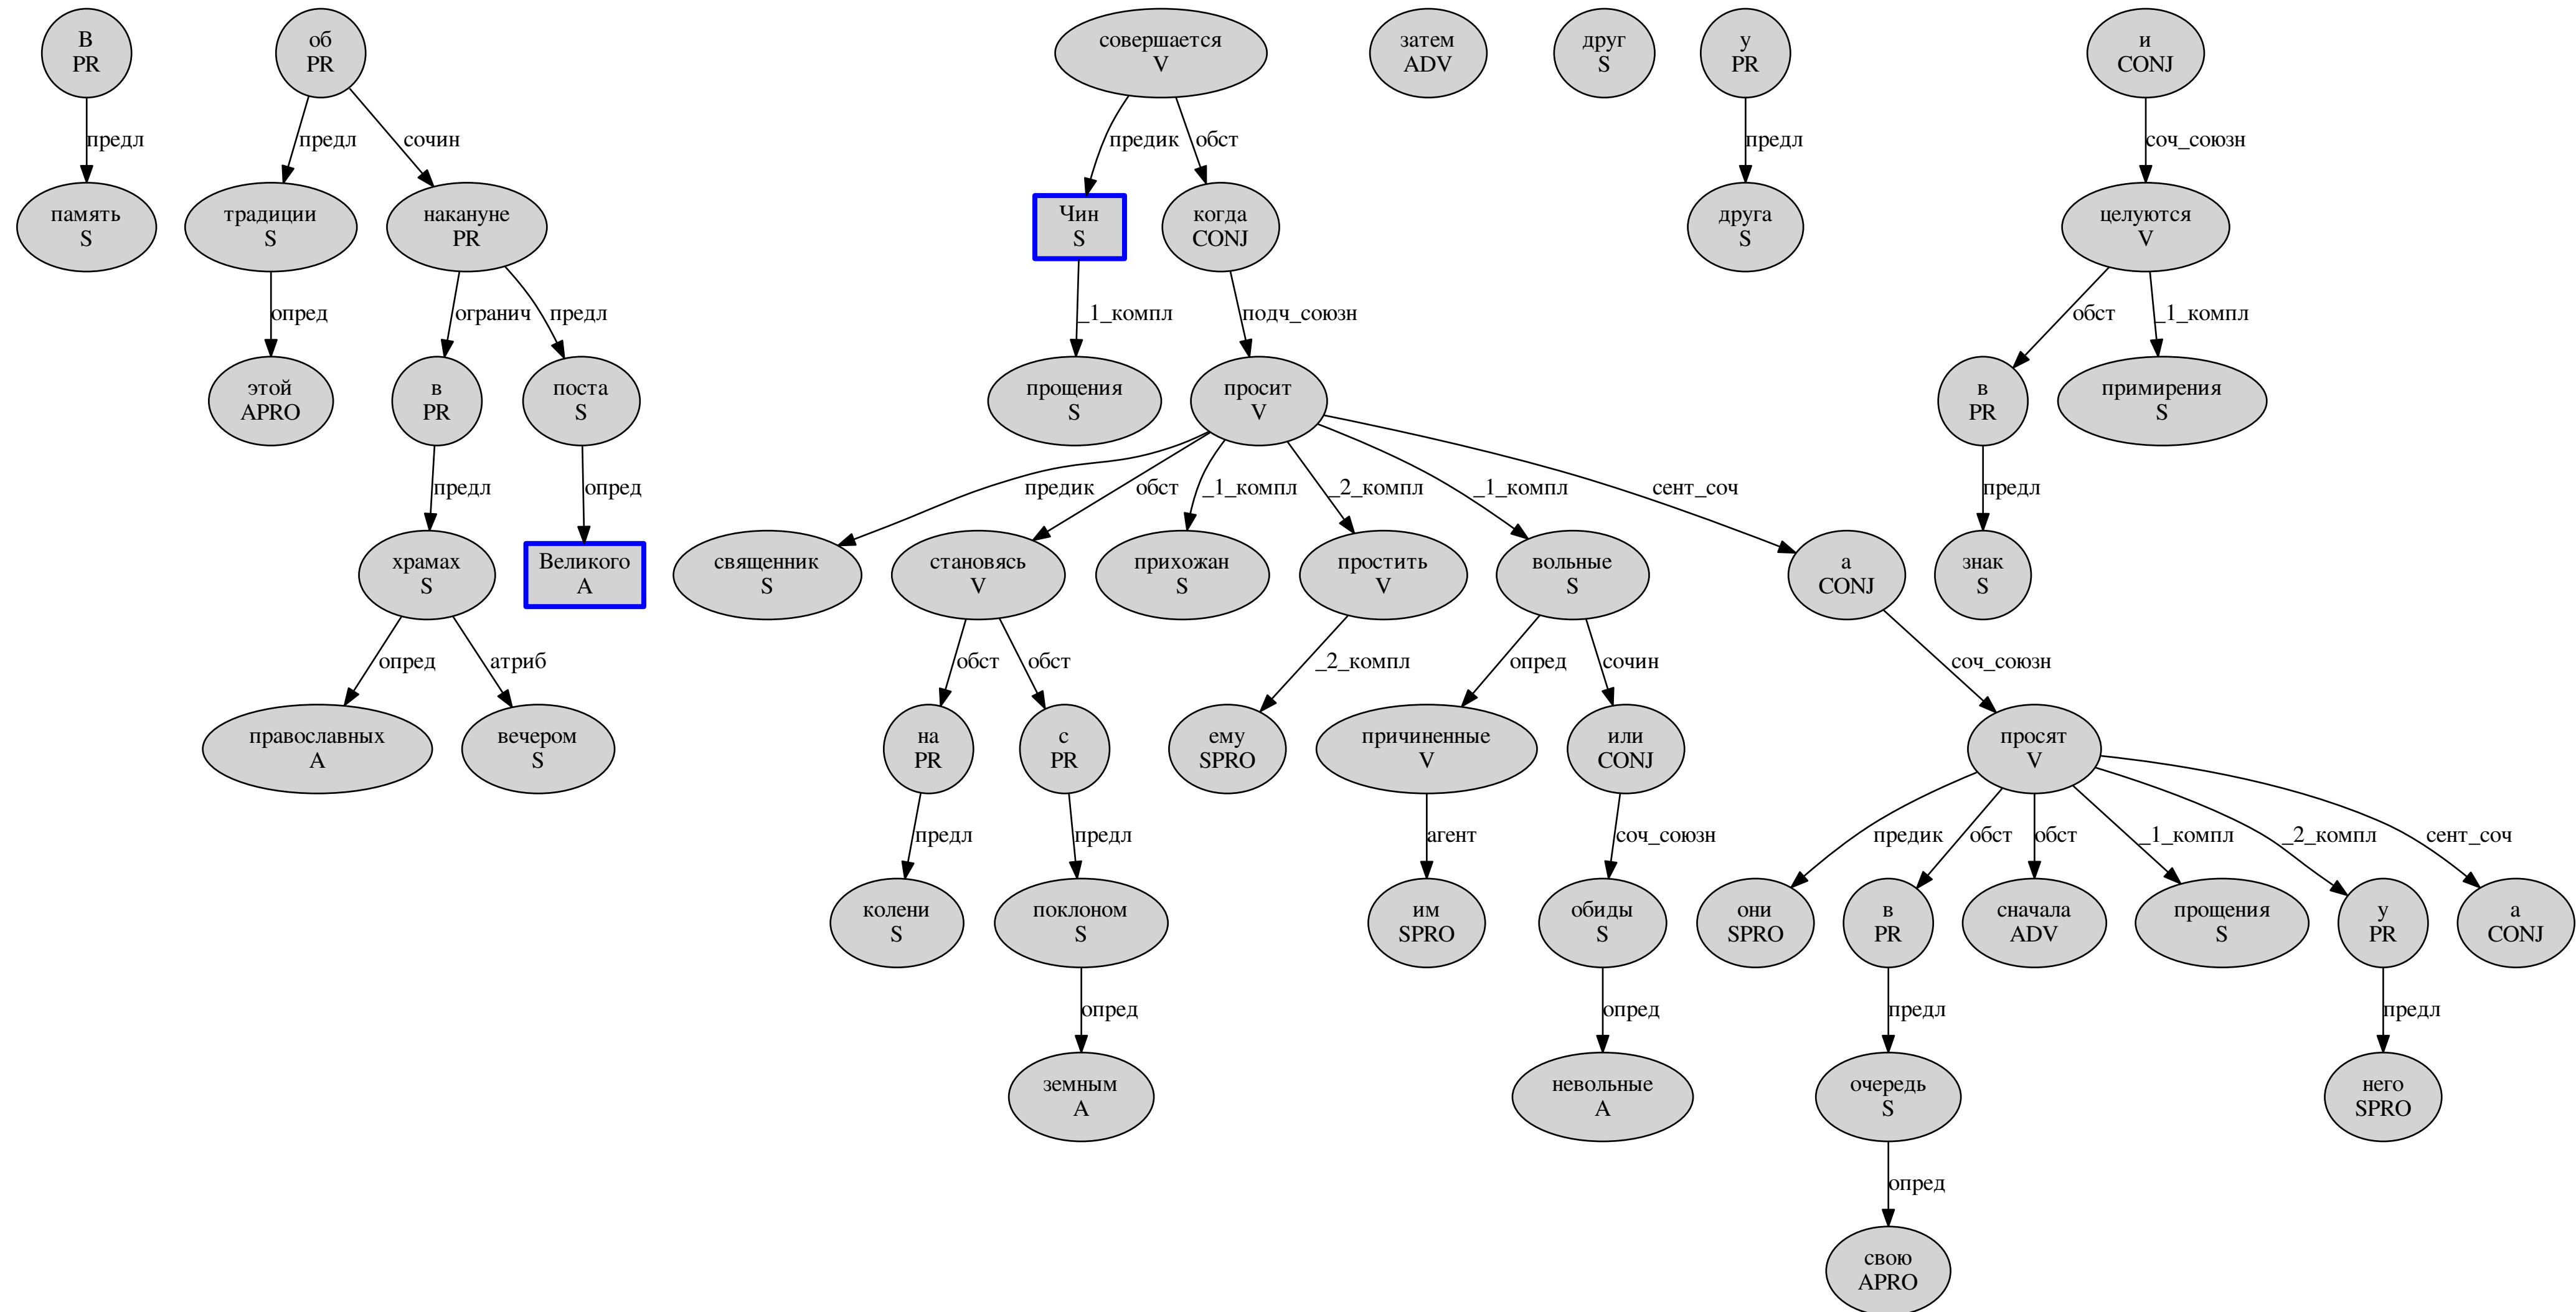 В
PR
об
PR
совершается
V
затем
ADV
друг
S
у
PR
и
CONJ
предл
предл
сочин
предик
обст
предл
соч_союзн
память
S
традиции
S
накануне
PR
Чин
S
когда
CONJ
друга
S
целуются
V
опред
огранич
предл
_1_компл
подч_союзн
обст
_1_компл
этой
APRO
в
PR
поста
S
прощения
S
просит
V
в
PR
примирения
S
предл
опред
предик
обст
_1_компл
_2_компл
_1_компл
сент_соч
предл
храмах
S
Великого
A
священник
S
становясь
V
прихожан
S
простить
V
вольные
S
а
CONJ
знак
S
опред
атриб
обст
обст
_2_компл
опред
сочин
соч_союзн
православных
A
вечером
S
на
PR
с
PR
ему
SPRO
причиненные
V
или
CONJ
просят
V
предл
предл
агент
соч_союзн
предик
обст
обст
_1_компл
_2_компл
сент_соч
колени
S
поклоном
S
им
SPRO
обиды
S
они
SPRO
в
PR
сначала
ADV
прощения
S
у
PR
а
CONJ
опред
опред
предл
предл
земным
A
невольные
A
очередь
S
него
SPRO
опред
свою
APRO